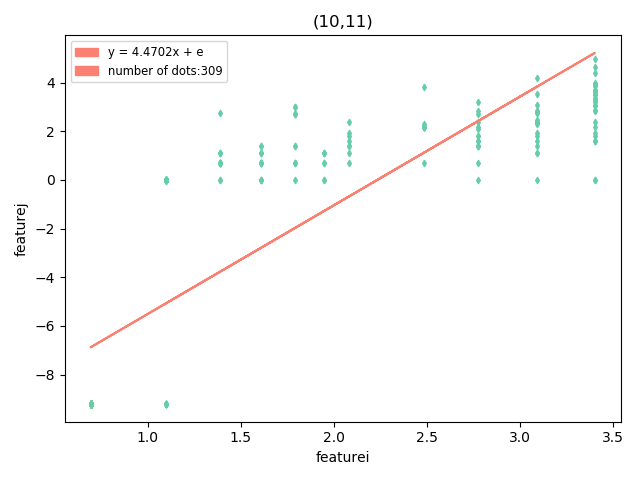 (10,11)
y = 4.4702x + e
number of dots:309
4
2
0
−2
−4
−6
−8
featurej
1.0 1.5 2.0 2.5 3.0 3.5
featurei